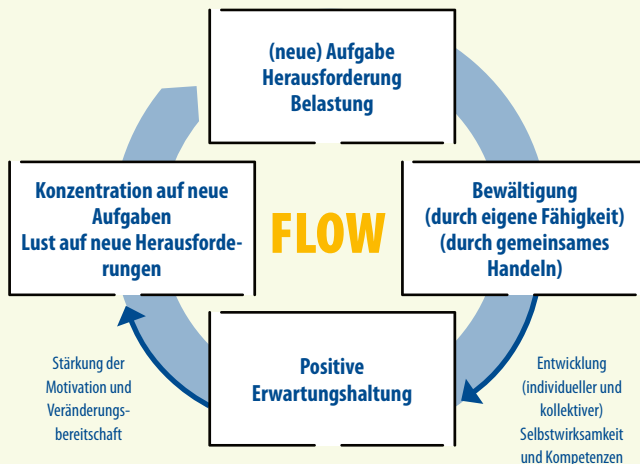 (neue) Aufgabe
Herausforderung
Belastung
Konzentration auf neue
Aufgaben
Lust auf neue Herausforde-
rungen
FLOW
Bewältigung
(durch eigene Fähigkeit)
(durch gemeinsames
Handeln)
Positive
Erwartungshaltung
Stärkung der
Motivation und
Veränderungs-
bereitschaft
Entwicklung
(individueller und
kollektiver)
Selbstwirksamkeit
und Kompetenzen